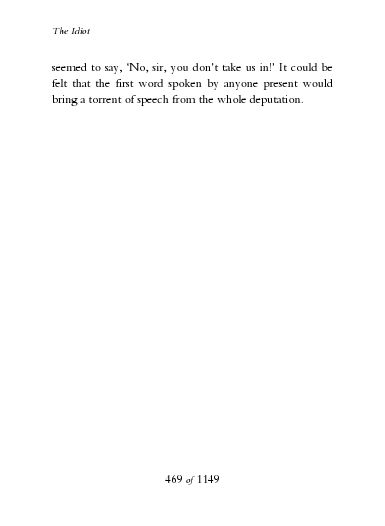 The Idiot
seemed to say, ‘No, sir, you don’t take us in!’ It could be
felt that the first word spoken by anyone present would
bring a torrent of speech from the whole deputation.
469 of 1149